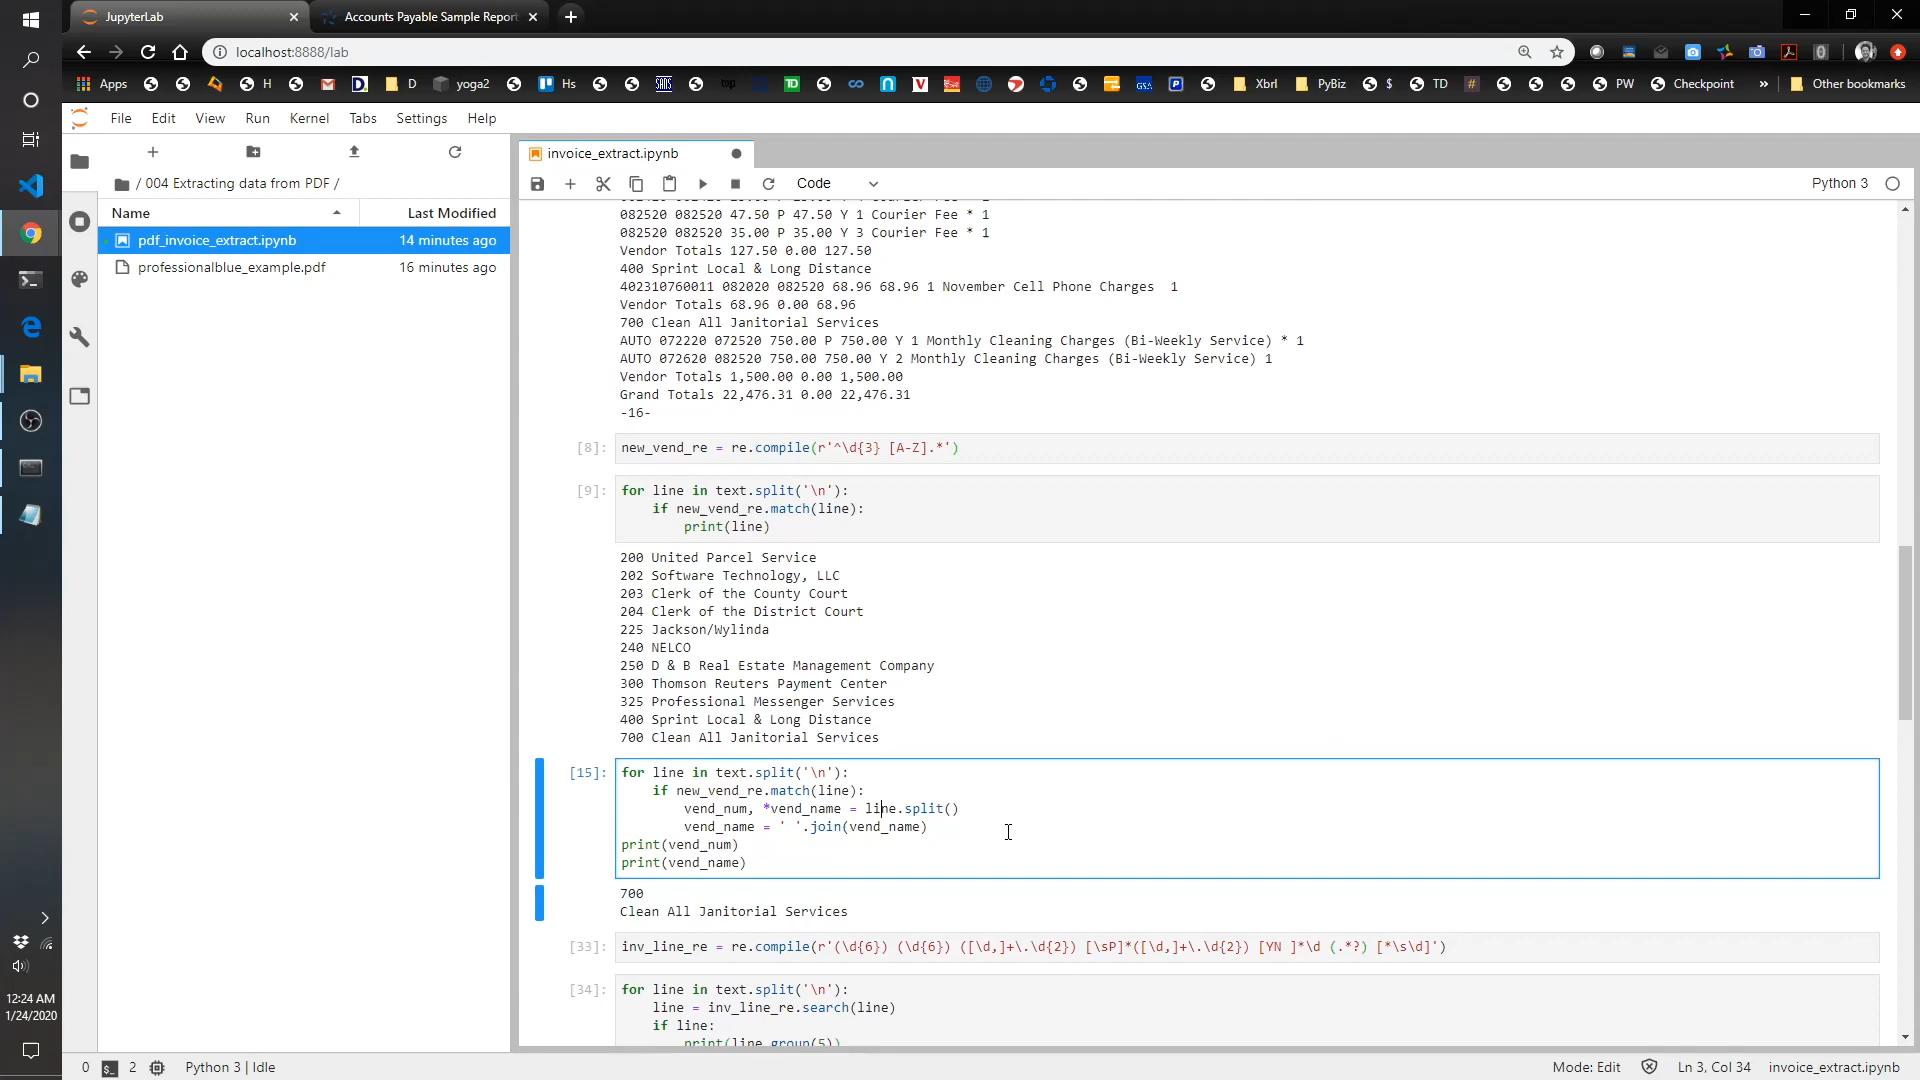 JupyterLab
Accounts Payable Sample Report
localhost:8888/lab
Apps
H
D
yoga2
Hs
TD
Xbrl
PyBiz
$
TD
PW
Checkpoint
»
Other bookmarks
File Edit View Run Kernel Tabs Settings Help
/ 004 Extracting data from PDF /
Name Last Modified
pdf_invoice_extract.ipynb 14 minutes ago
professionalblue_example.pdf 16 minutes ago
invoice_extract.ipynb
Code
Python 3
082520 082520 47.50 P 47.50 Y 1 Courier Fee * 1
082520 082520 35.00 P 35.00 Y 3 Courier Fee * 1
Vendor Totals 127.50 0.00 127.50
400 Sprint Local & Long Distance
402310760011 082020 082520 68.96 68.96 1 November Cell Phone Charges  1
Vendor Totals 68.96 0.00 68.96
700 Clean All Janitorial Services
AUTO 072220 072520 750.00 P 750.00 Y 1 Monthly Cleaning Charges (Bi-Weekly Service) * 1
AUTO 072620 082520 750.00 750.00 Y 2 Monthly Cleaning Charges (Bi-Weekly Service) 1
Vendor Totals 1,500.00 0.00 1,500.00
Grand Totals 22,476.31 0.00 22,476.31
-16-
[8]: new_vend_re = re.compile(r'^\d{3} [A-Z].*')
[9]: for line in text.split('\n'):
    if new_vend_re.match(line):
        print(line)
200 United Parcel Service
202 Software Technology, LLC
203 Clerk of the County Court
204 Clerk of the District Court
225 Jackson/Wylinda
240 NELCO
250 D & B Real Estate Management Company
300 Thomson Reuters Payment Center
325 Professional Messenger Services
400 Sprint Local & Long Distance
700 Clean All Janitorial Services
[15]: for line in text.split('\n'):
    if new_vend_re.match(line):
        vend_num, *vend_name = line.split()
        vend_name = ' '.join(vend_name)
print(vend_num)
print(vend_name)
700
Clean All Janitorial Services
[33]: inv_line_re = re.compile(r'(\d{6}) (\d{6}) ([\d,]+\.\d{2}) [\sP]*([\d,]+\.\d{2}) [YN ]*\d (.*?) [*\s\d]')
[34]: for line in text.split('\n'):
    line = inv_line_re.search(line)
    if line:
        print(line.group(5))
12:24 AM
1/24/2020
0 2 Python 3 | Idle
Mode: Edit Ln 3, Col 34 invoice_extract.ipynb